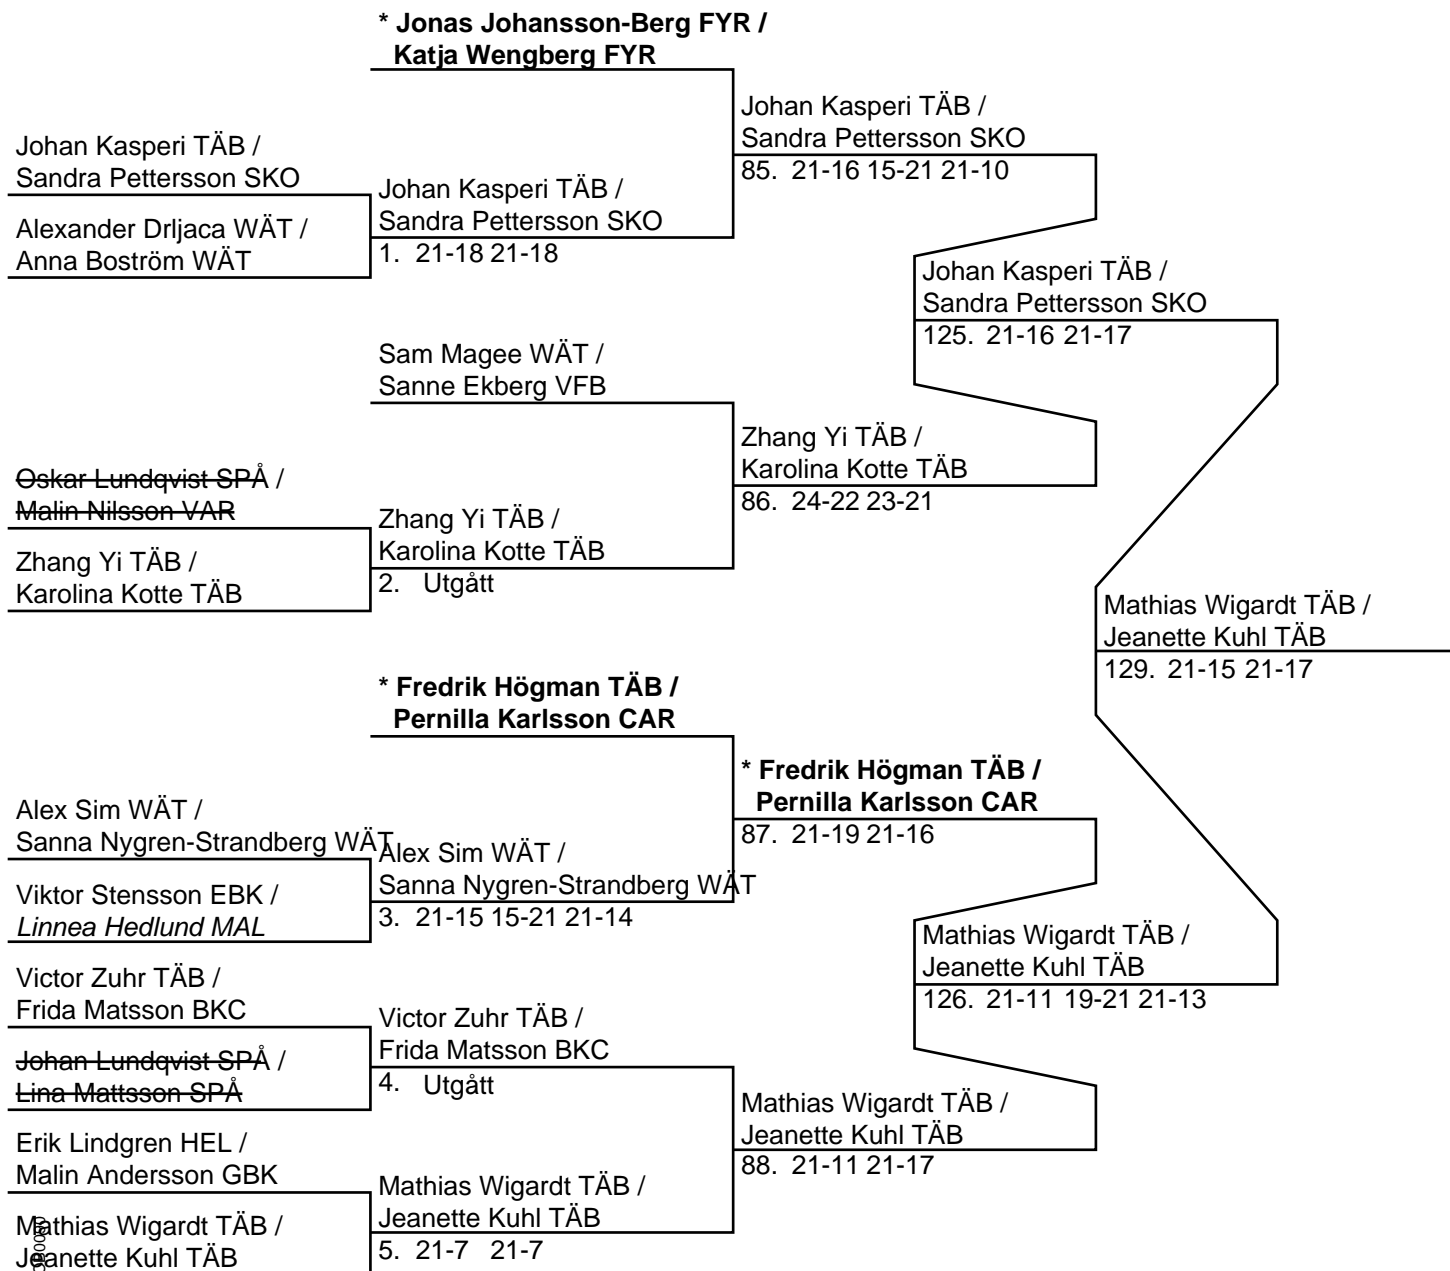 * Jonas Johansson-Berg FYR /
Katja Wengberg FYR
Johan Kasperi TÄB /
Sandra Pettersson SKO
85. 21-16 15-21 21-10
Johan Kasperi TÄB /
Sandra Pettersson SKO
Johan Kasperi TÄB /
Sandra Pettersson SKO
1. 21-18 21-18
Alexander Drljaca WÄT /
Anna Boström WÄT
Johan Kasperi TÄB /
Sandra Pettersson SKO
125. 21-16 21-17
Sam Magee WÄT /
Sanne Ekberg VFB
Zhang Yi TÄB /
Karolina Kotte TÄB
86. 24-22 23-21
Oskar Lundqvist SPÅ /
Malin Nilsson VAR
Zhang Yi TÄB /
Karolina Kotte TÄB
2. Utgått
Zhang Yi TÄB /
Karolina Kotte TÄB
Mathias Wigardt TÄB /
Jeanette Kuhl TÄB
129. 21-15 21-17
* Fredrik Högman TÄB /
Pernilla Karlsson CAR
* Fredrik Högman TÄB /
Pernilla Karlsson CAR
87. 21-19 21-16
Alex Sim WÄT /
Sanna Nygren-Strandberg WÄT
Alex Sim WÄT /
Sanna Nygren-Strandberg WÄT
3. 21-15 15-21 21-14
Viktor Stensson EBK /
Linnea Hedlund MAL
Mathias Wigardt TÄB /
Jeanette Kuhl TÄB
126. 21-11 19-21 21-13
Victor Zuhr TÄB /
Frida Matsson BKC
Victor Zuhr TÄB /
Frida Matsson BKC
4. Utgått
Johan Lundqvist SPÅ /
Lina Mattsson SPÅ
Mathias Wigardt TÄB /
Jeanette Kuhl TÄB
88. 21-11 21-17
Erik Lindgren HEL /
Malin Andersson GBK
Mathias Wigardt TÄB /
Jeanette Kuhl TÄB
5. 21-7 21-7
Mathias Wigardt TÄB /
Jeanette Kuhl TÄB